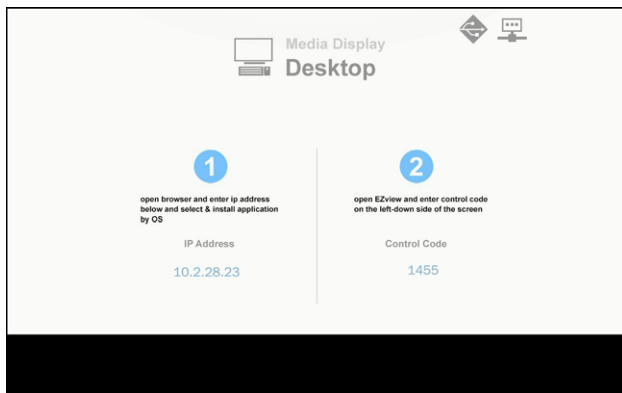 Media Display
Desktop
1
open browser and enter ip address
below and select & install application
by OS
IP Address
10.2.28.23
2
open EZview and enter control code
on the left-down side of the screen
Control Code
1455